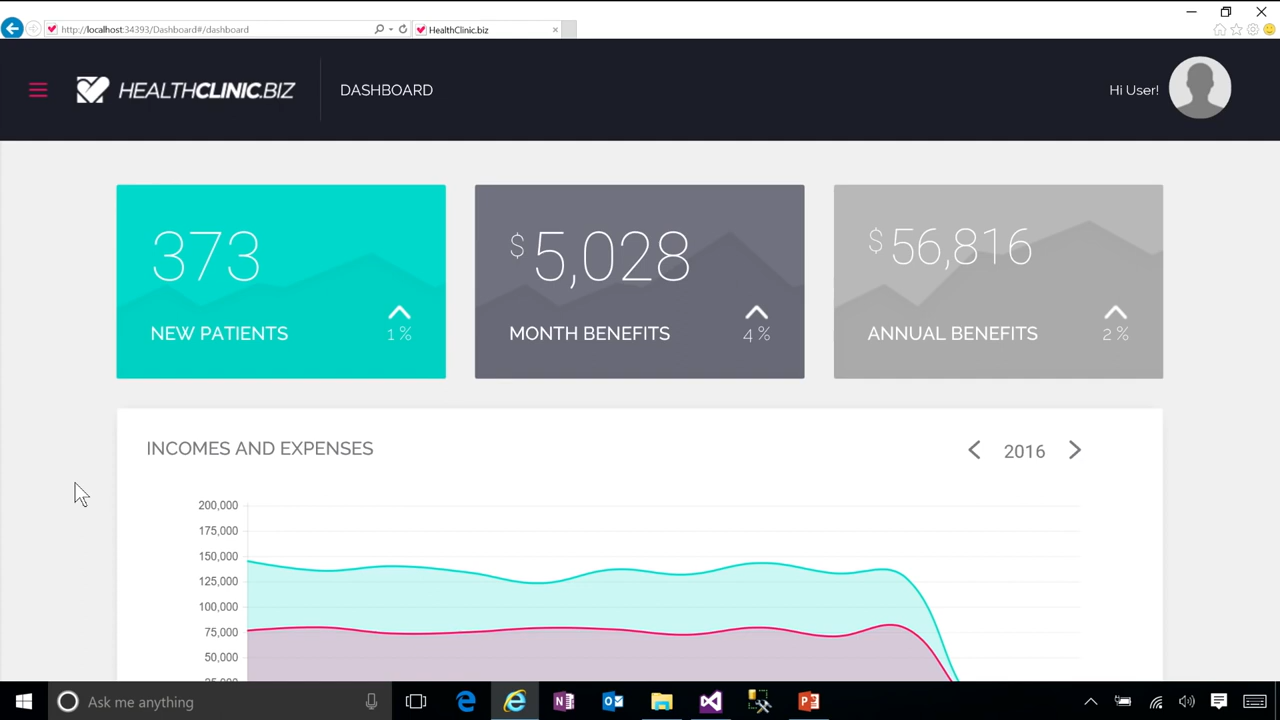 http://localhost:34393/Dashboard#/dashboard
HealthClinic.biz
HEALTHCLINIC.BIZ
DASHBOARD
Hi User!
373
NEW PATIENTS
1 %
$5,028
MONTH BENEFITS
4 %
$56,816
ANNUAL BENEFITS
2 %
INCOMES AND EXPENSES
2016
200,000
175,000
150,000
125,000
100,000
75,000
50,000
Ask me anything